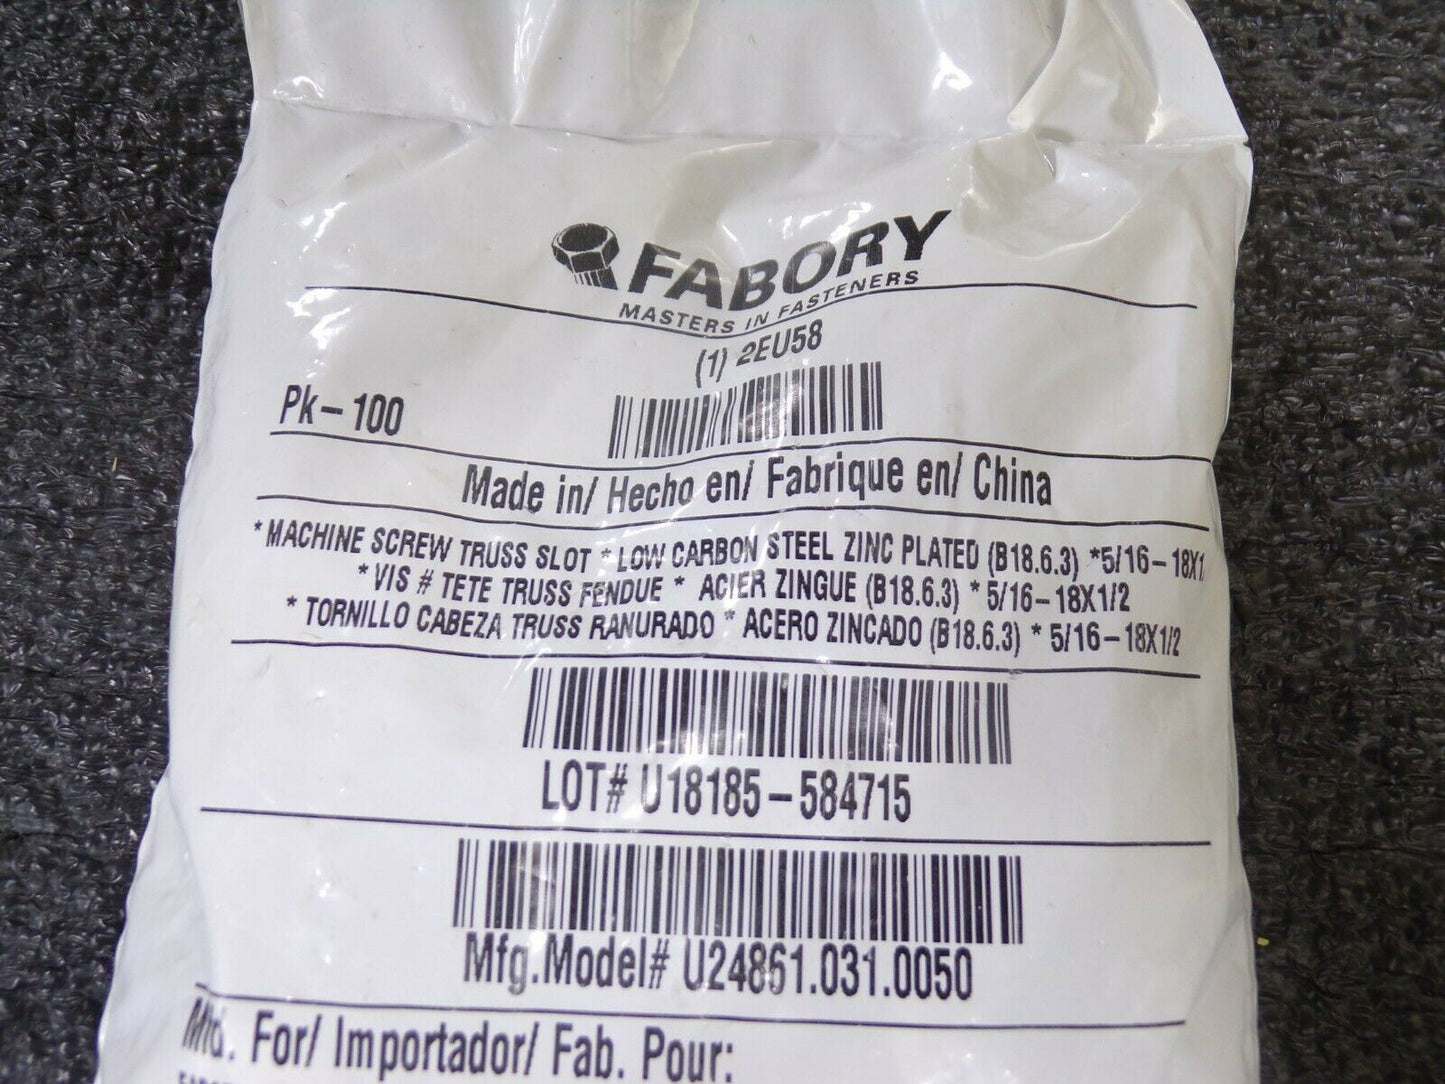 FABORY
MASTERS IN FASTENERS
(1) 2EU58
Pk-100
Made in/ Hecho en/ Fabrique en/ China
*MACHINE SCREW TRUSS SLOT * LOW CARBON STEEL ZINC PLATED (B18.6.3) *5/16-18X1
*VIS # TETE TRUSS FENDUE * ACIER ZINGUE (B18.6.3) *5/16-18X1/2
* TORNILLO CABEZA TRUSS RANURADO * ACERO ZINCADO (B18.6.3) * 5/16-18X1/2
LOT# U18185-584715
Mfg.Model# U24861.031.0050
Mfd. For/ Importador/ Fab. Pour: